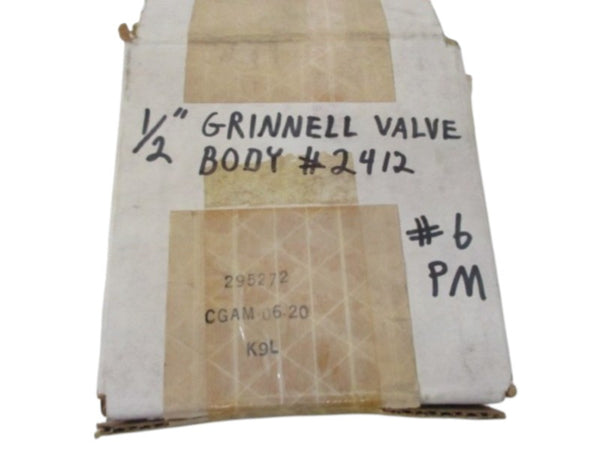 1/2" GRINNELL VALVE
BODY #2412
#6
PM
295272
CGAM-06-20
K9L